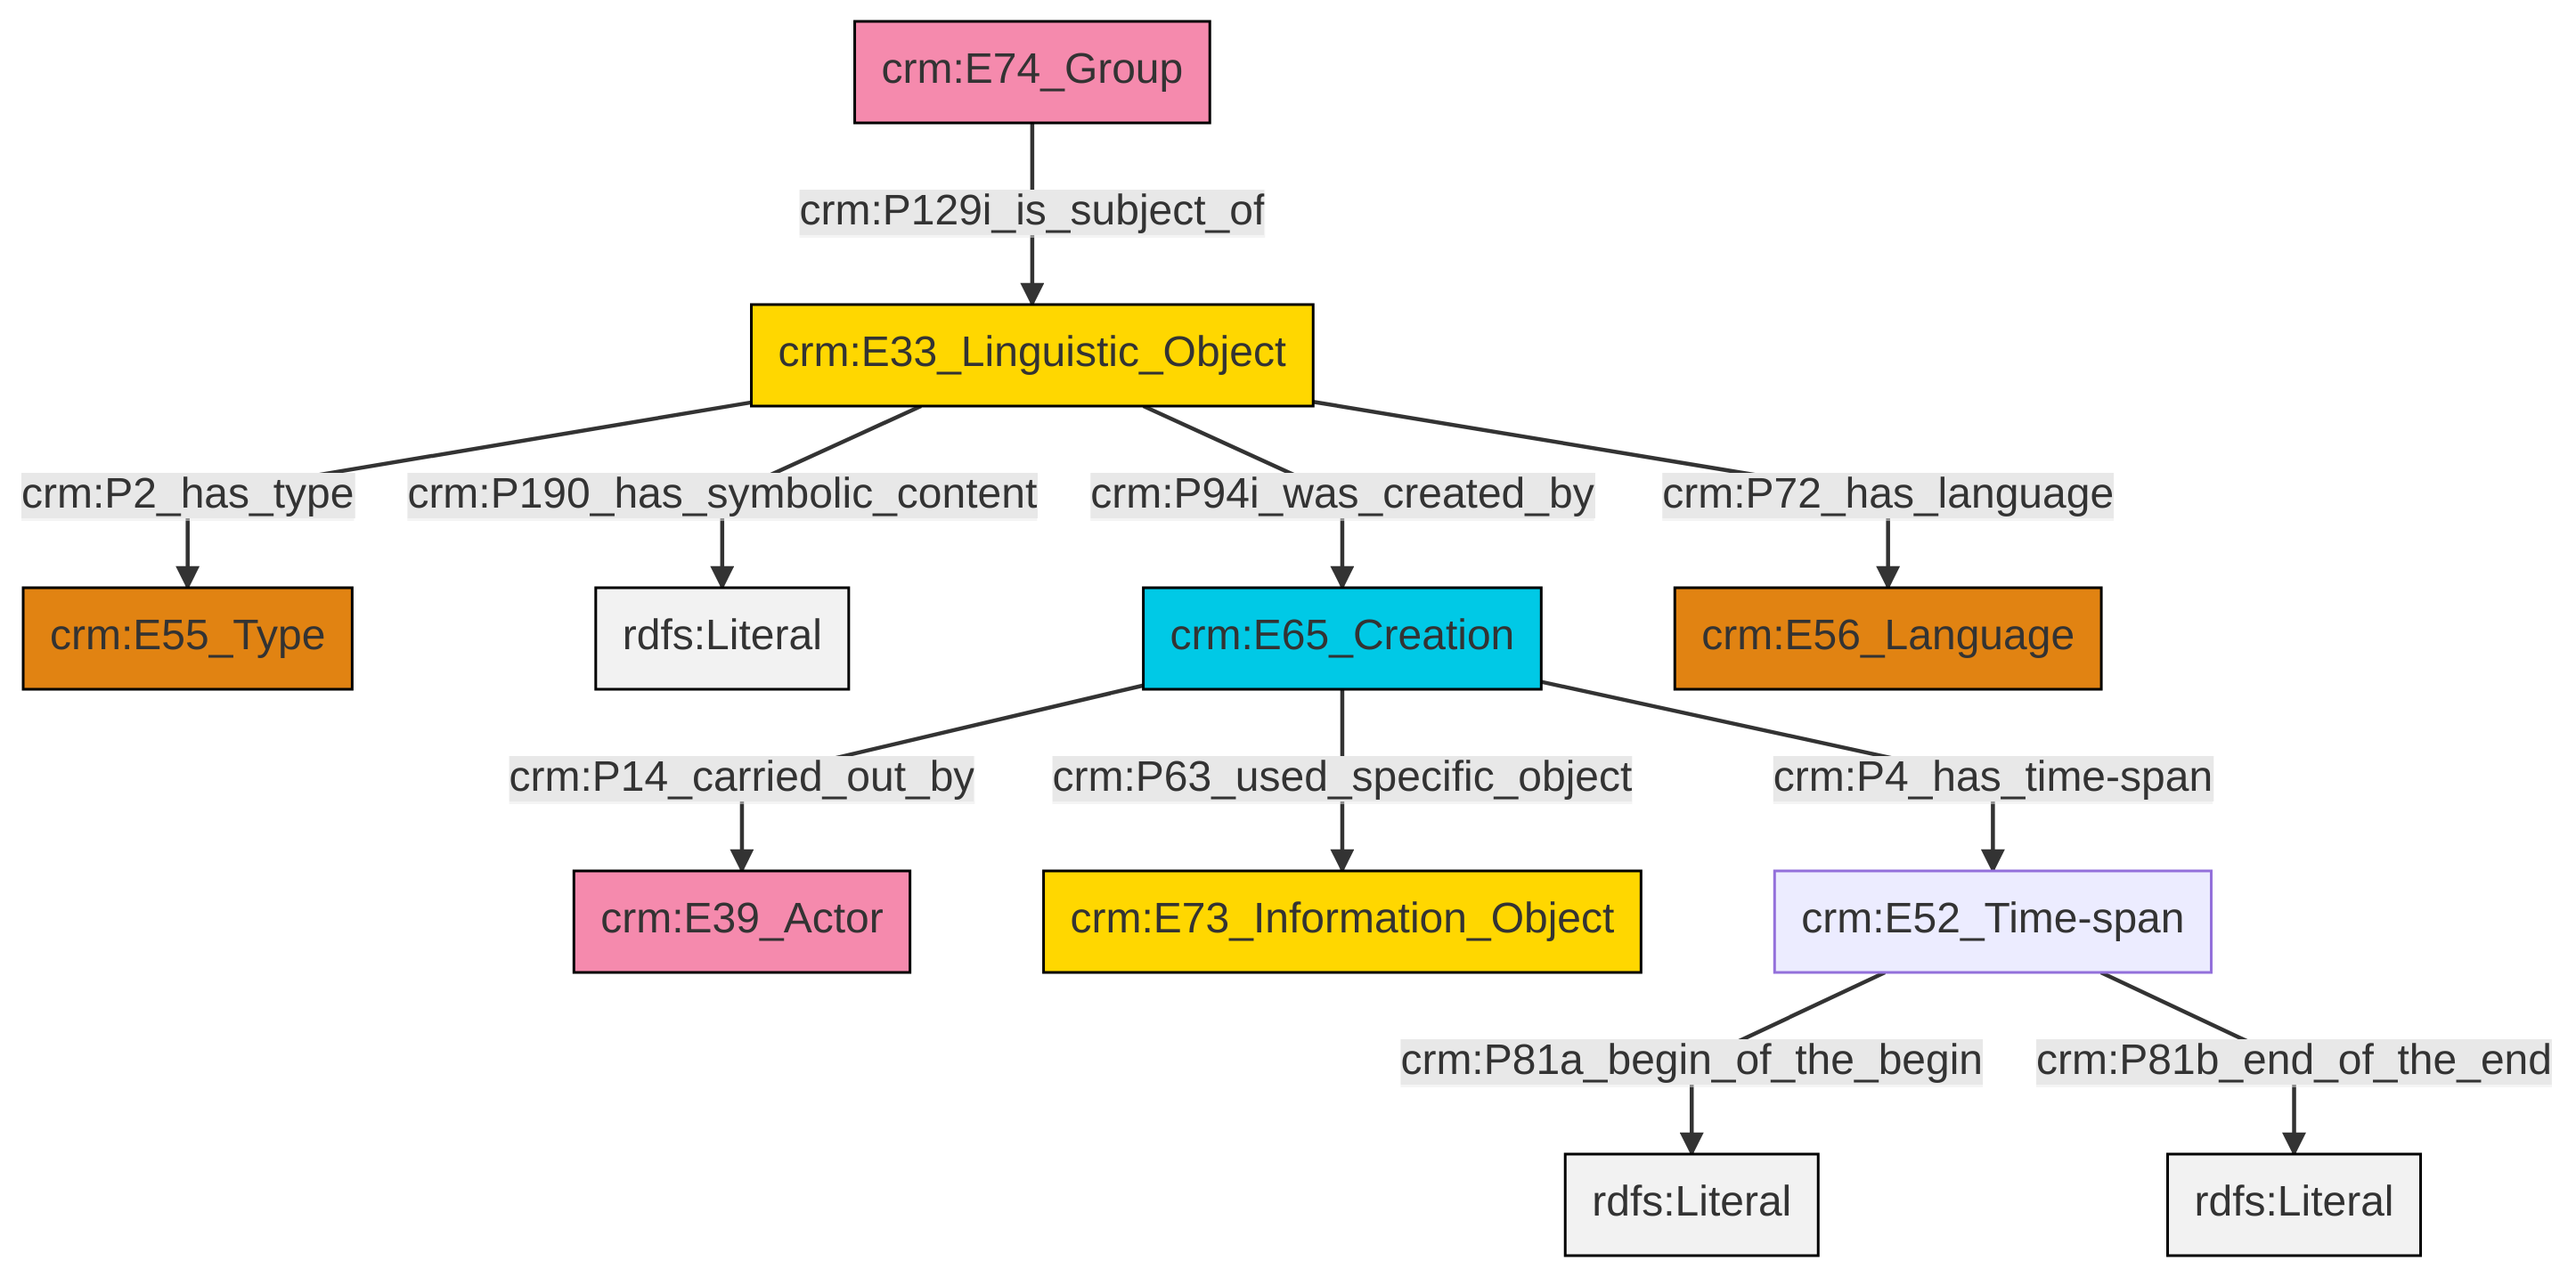 crm:E74_Group
crm:P129i_is_subject_of
crm:E33_Linguistic_Object
crm:P2_has_type
crm:P190_has_symbolic_content
crm:P94i_was_created_by
crm:P72_has_language
crm:E55_Type
rdfs:Literal
crm:E65_Creation
crm:E56_Language
crm:P14_carried_out_by
crm:P63_used_specific_object
crm:P4_has_time-span
crm:E39_Actor
crm:E73_Information_Object
crm:E52_Time-span
crm:P81a_begin_of_the_begin
crm:P81b_end_of_the_end
rdfs:Literal
rdfs:Literal